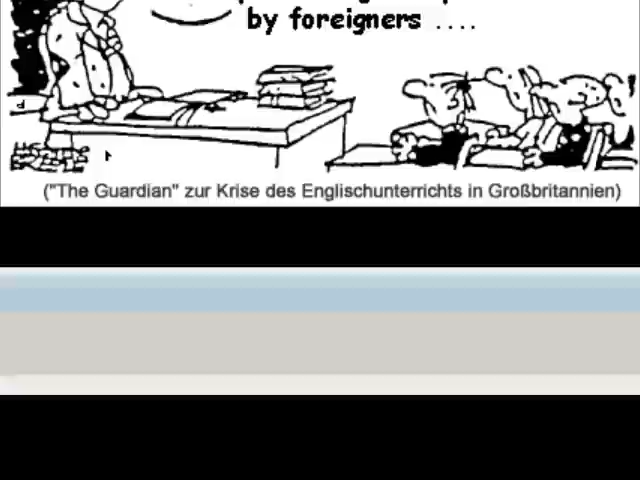 by foreigners ....
("The Guardian" zur Krise des Englischunterrichts in Großbritannien)